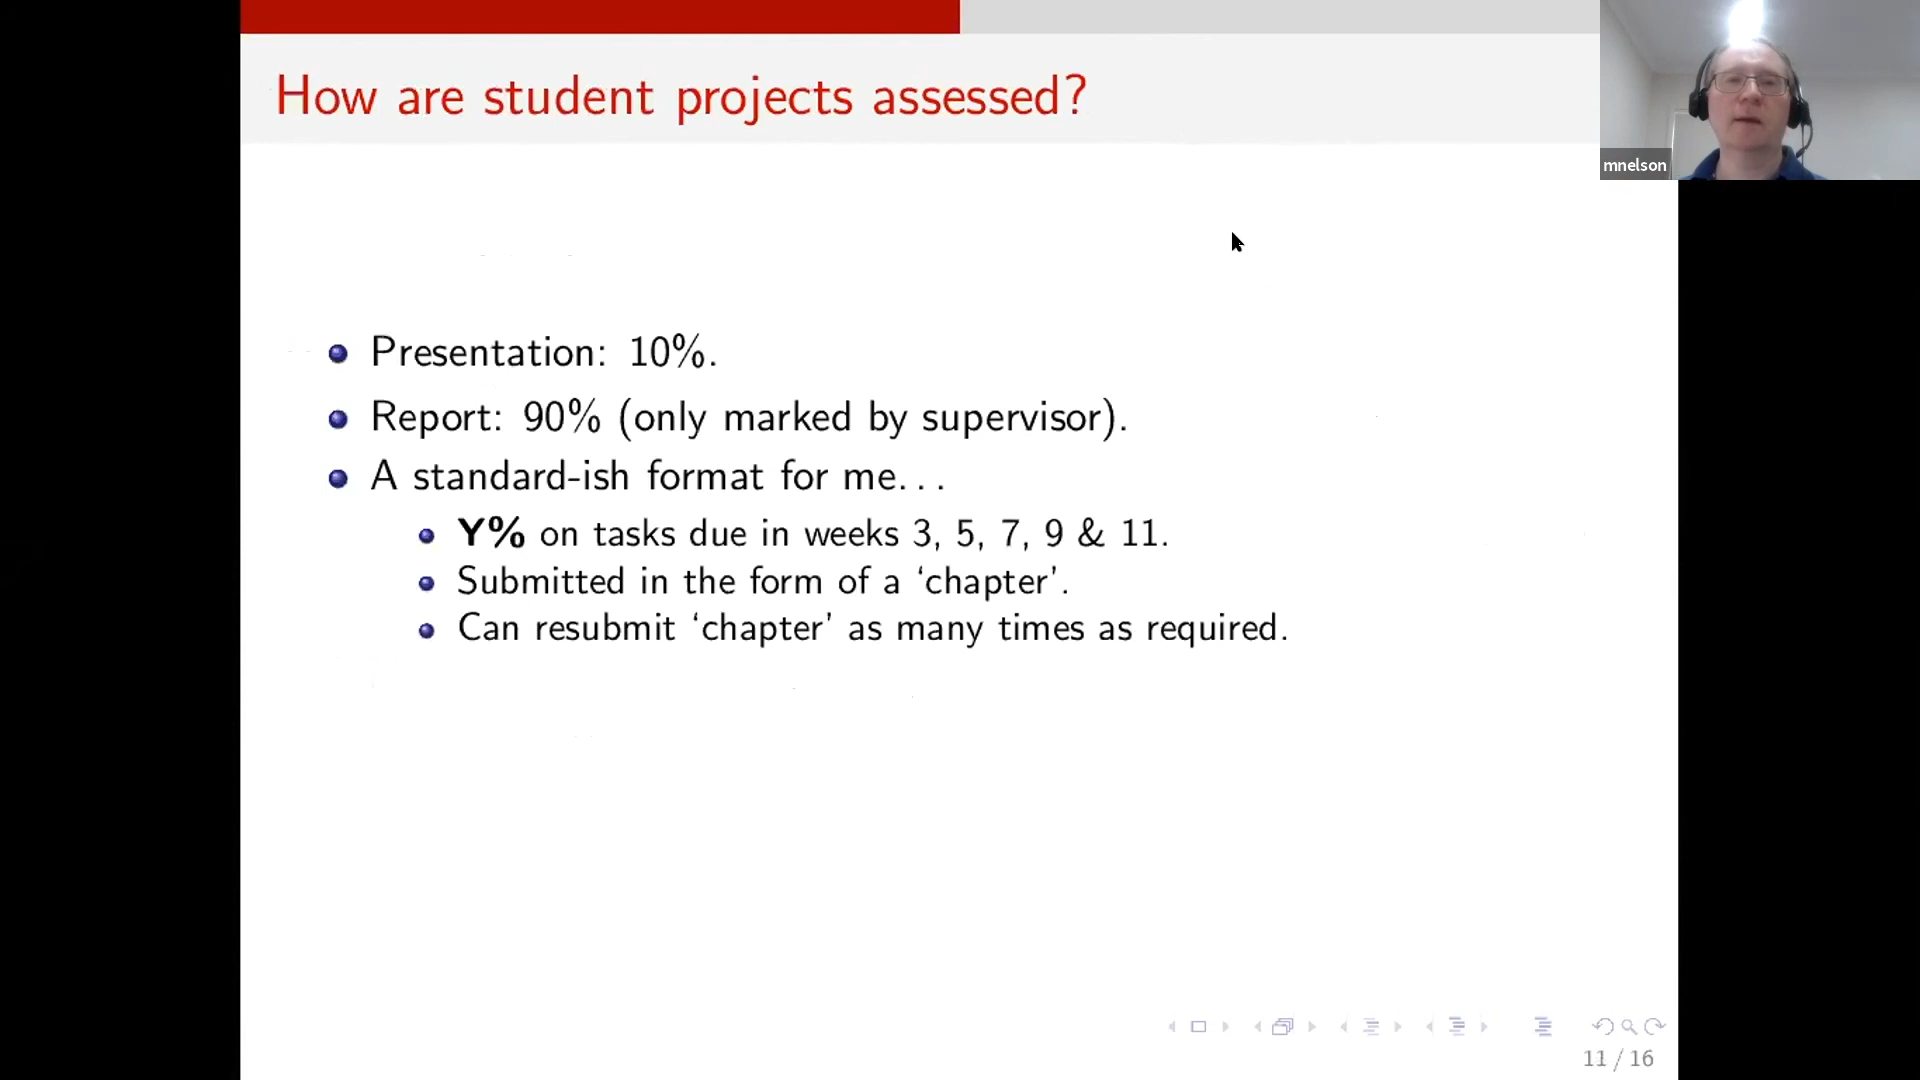 How are student projects assessed?
mnelson
Presentation: 10%.
Report: 90% (only marked by supervisor).
A standard-ish format for me...
Y% on tasks due in weeks 3, 5, 7, 9 & 11.
Submitted in the form of a ‘chapter’.
Can resubmit ‘chapter’ as many times as required.
11 / 16